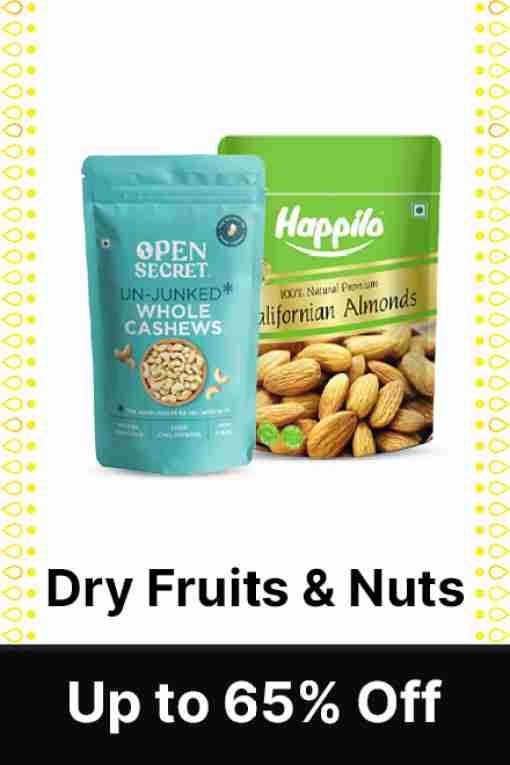 Happilo
100% Natural Premium
alifornian Almonds
OPEN
SECRET
UN-JUNKED*
WHOLE
CASHEWS
Dry Fruits & Nuts
Up to 65% Off